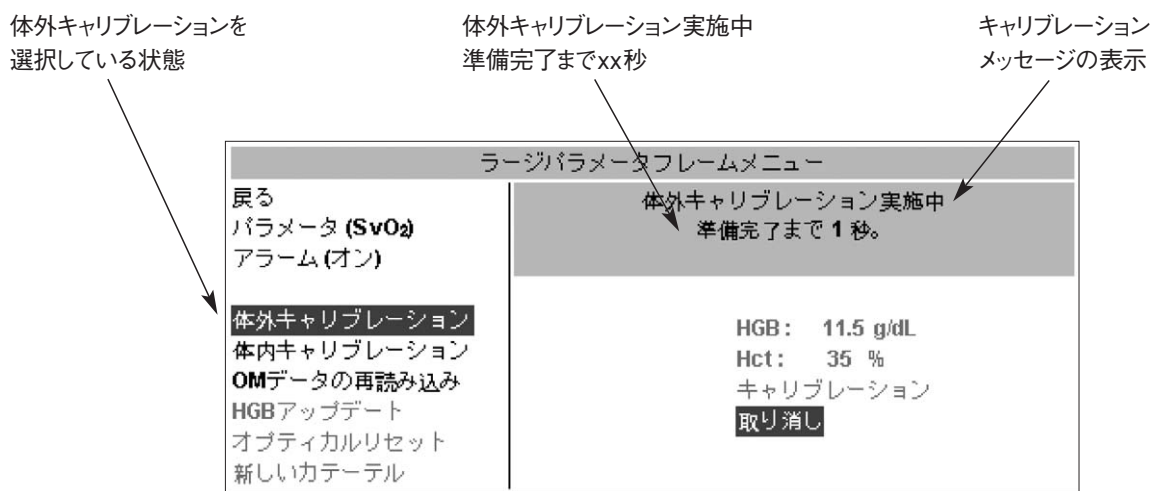 体外キャリブレーションを
選択している状態
体外キャリブレーション実施中
準備完了までxx秒
キャリブレーション
メッセージの表示
ラージパラメータフレームメニュー
戻る
パラメータ (SvO₂)
アラーム (オン)
体外キャリブレーション
体内キャリブレーション
OMデータの再読み込み
HGBアップデート
オプティカルリセット
新しいカテーテル
体外キャリブレーション実施中
準備完了まで 1 秒。
HGB: 11.5 g/dL
Hct: 35 %
キャリブレーション
取り消し